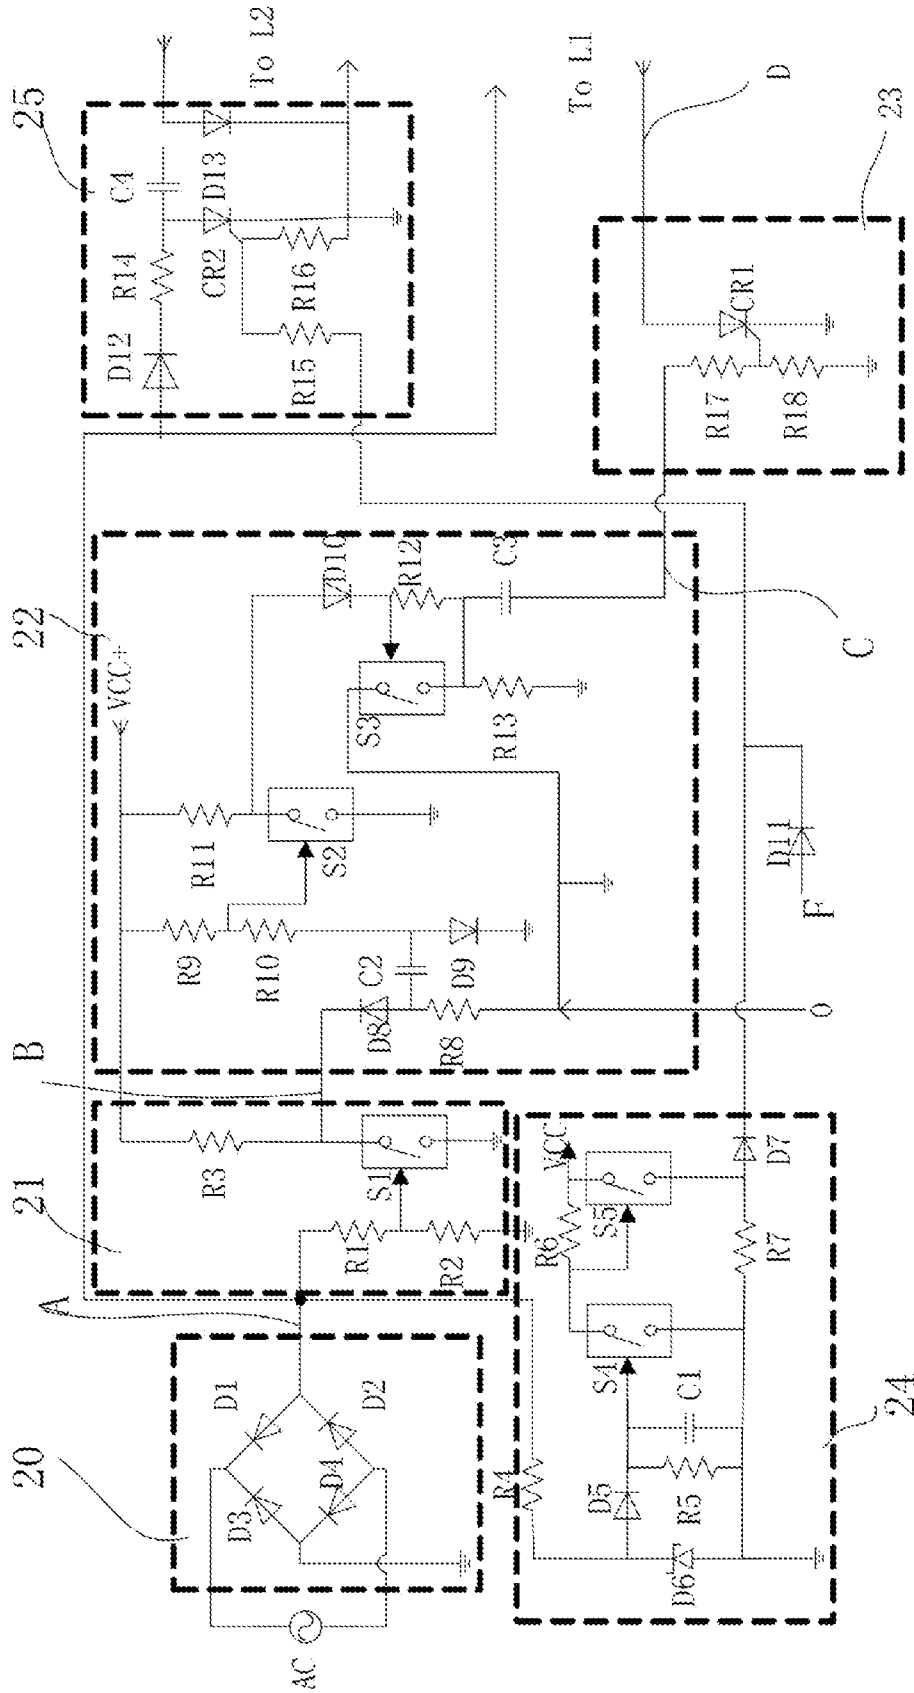 25
To L2
C4
D13
R14
CR2
R16
D12
R15
To L1
D
23
CR1
R17
R18
22
VCC+
D10
R12
C3
C
S3
R13
R11
S2
D11
F
R9
R10
C2
D9
D8
R8
0
B
21
R3
S1
R1
R2
VCC
S5
D7
R6
R7
A
20
D1
D2
D3
D4
AC
S4
C1
24
R4
D5
R5
D6